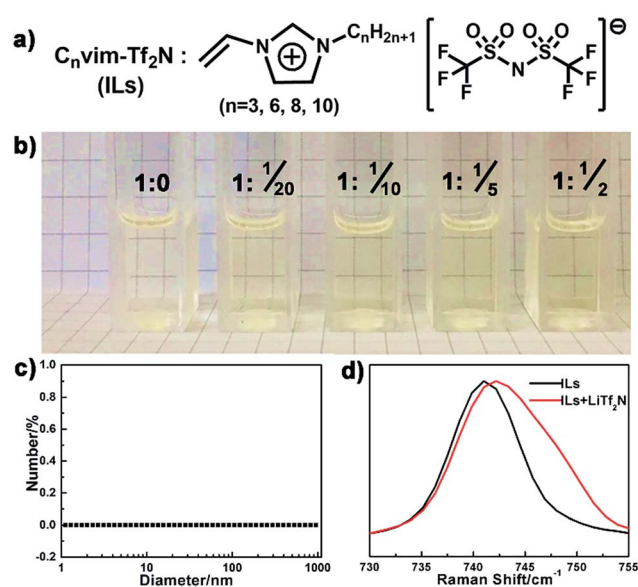 a)
CₙH₂ₙ₊₁
Cₙvim-Tf₂N :
(ILs)
N
N
⊕
(n=3, 6, 8, 10)
O O O O
S S
F F
F N F
F F
⊖
b)
1:0 1: 1/20 1: 1/10 1: 1/5 1: 1/2
c)
Number/%
1.0
0.8
0.6
0.4
0.2
0.0
-0.2
1 10 100 1000
Diameter/nm
d)
ILs
ILs+LiTf₂N
730 735 740 745 750 755
Raman Shift/cm⁻¹